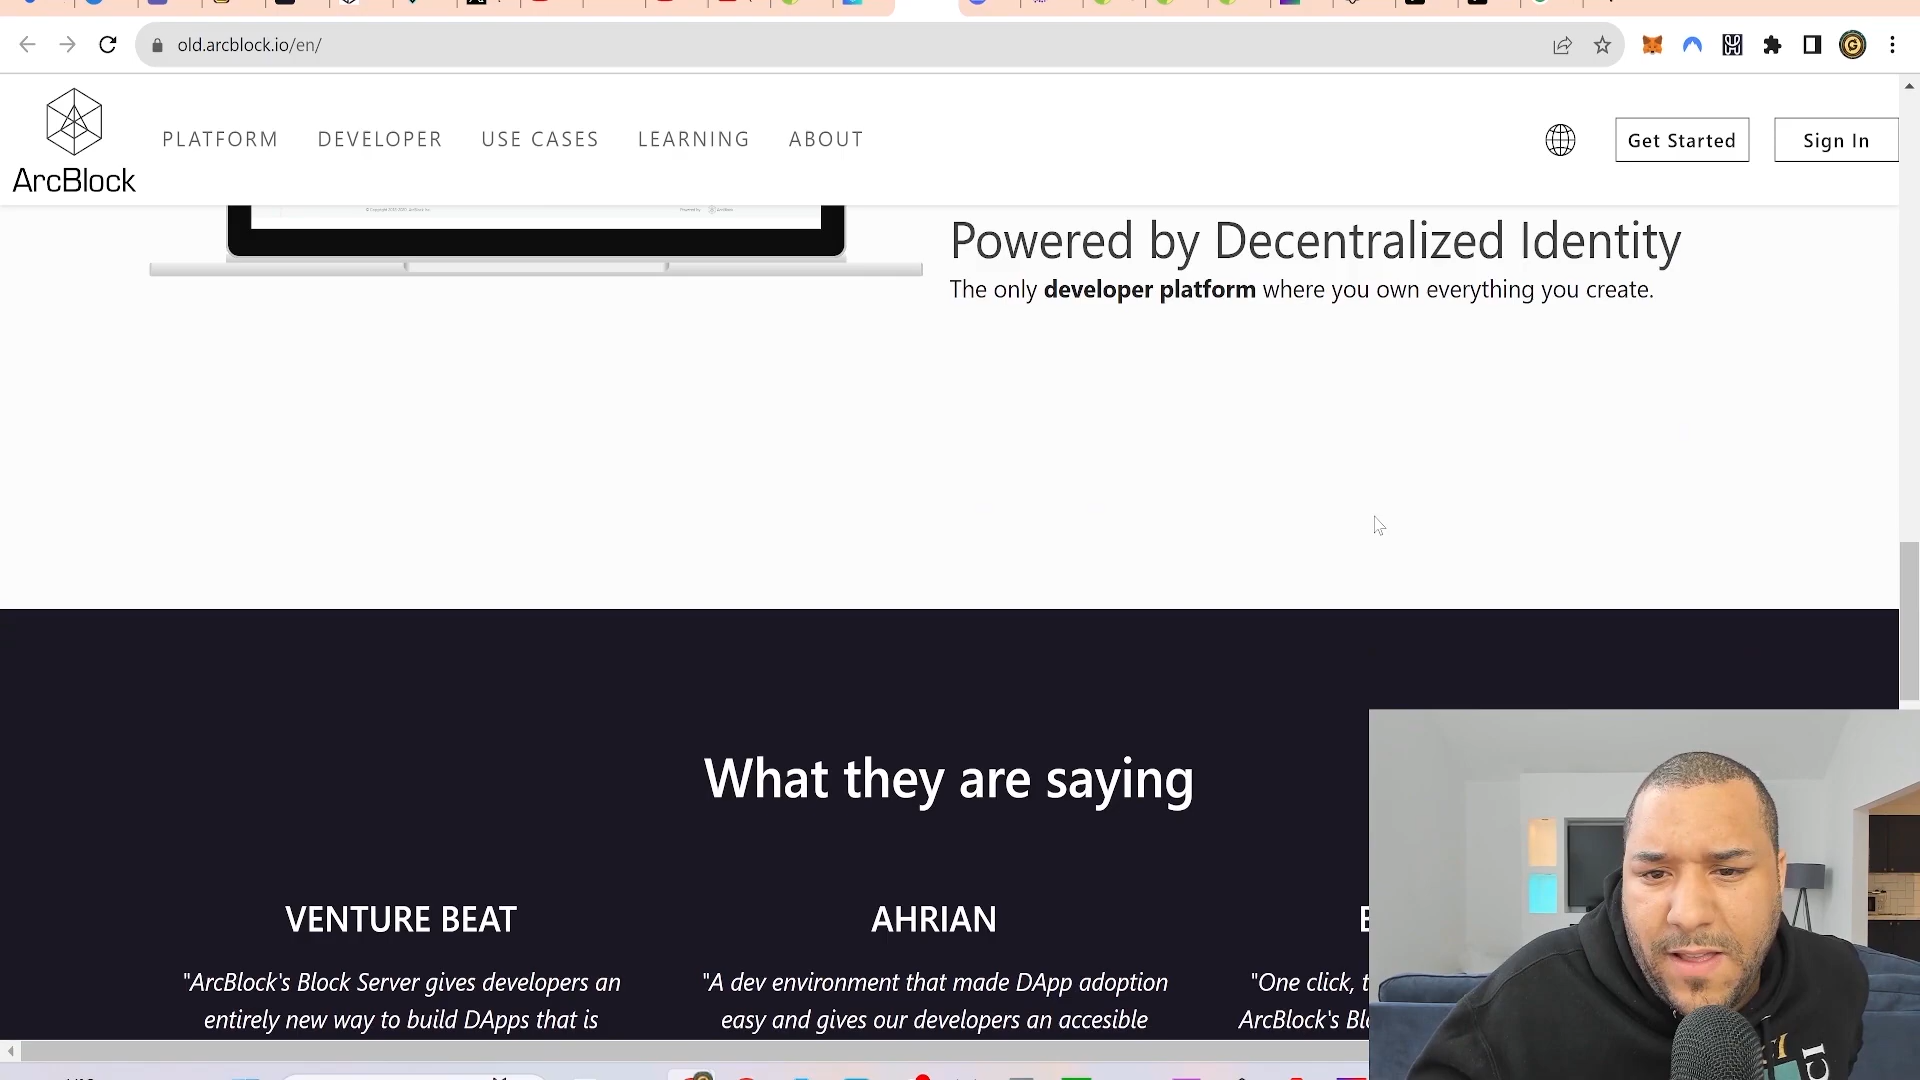 old.arcblock.io/en/
ArcBlock
PLATFORM
DEVELOPER
USE CASES
LEARNING
ABOUT
Get Started
Sign In
Powered by Decentralized Identity
The only developer platform where you own everything you create.
What they are saying
VENTURE BEAT
"ArcBlock's Block Server gives developers an
entirely new way to build DApps that is
AHRIAN
"A dev environment that made DApp adoption
easy and gives our developers an accesible
"One click, t
ArcBlock's Bl